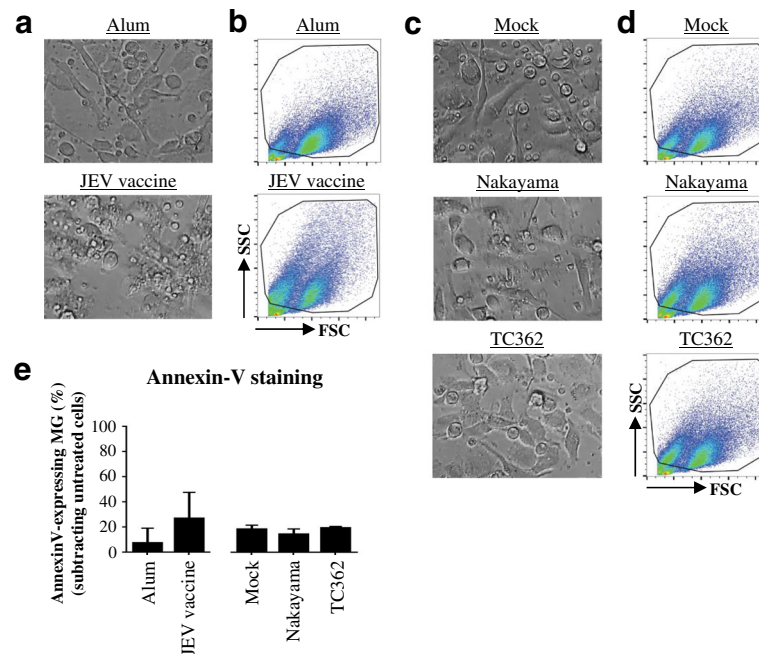 a
Alum
JEV vaccine
b
Alum
JEV vaccine
SSC
FSC
c
Mock
Nakayama
TC362
d
Mock
Nakayama
TC362
SSC
FSC
e
Annexin-V staining
AnnexinV-expressing MG (%)
(subtracting untreated cells)
100
80
60
40
20
0
Alum
JEV vaccine
Mock
Nakayama
TC362